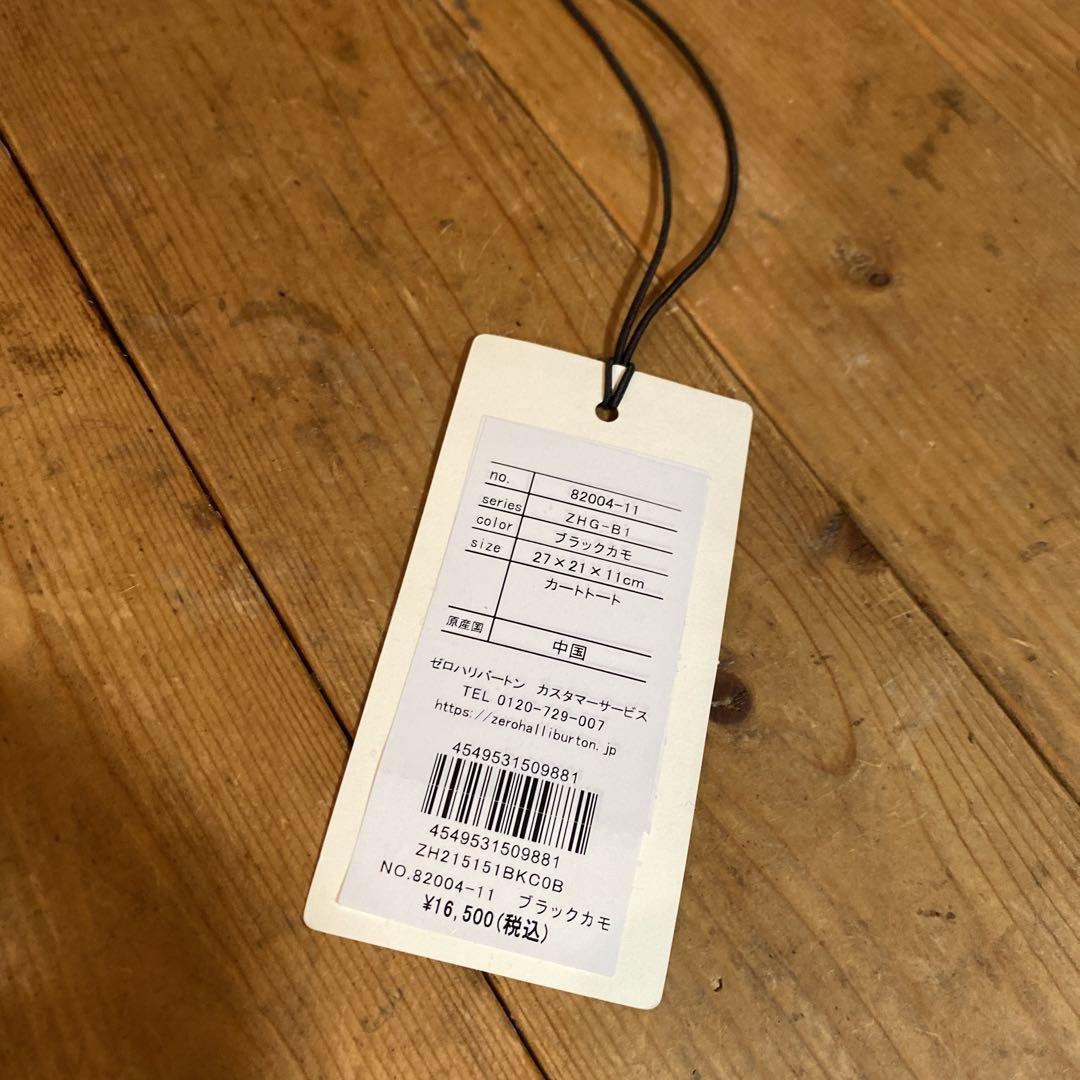 no. 82004-11
series ZHG-B1
color ブラックカモ
size 27×21×11cm
カートトート
原産国 中国
ゼロハリバートン カスタマーサービス
TEL 0120-729-007
https://zerohalliburton.jp
4549531509881
4549531509881
ZH215151BKC0B
NO.82004-11 ブラックカモ
¥16,500(税込)